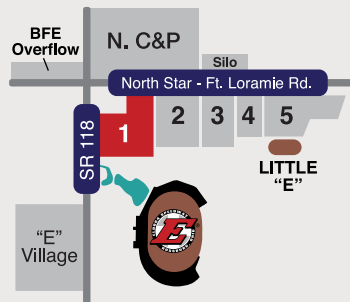 BFE
Overflow
N. C&P
Silo
North Star - Ft. Loramie Rd.
SR 118
1
2
3
4
5
LITTLE
"E"
"E"
Village
E